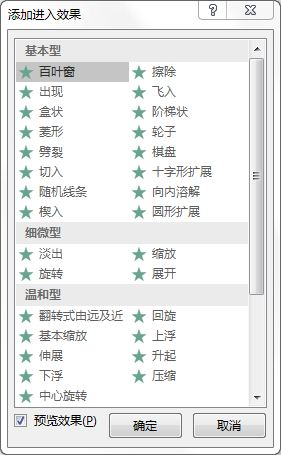 添加进入效果
基本型
百叶窗 擦除
出现 飞入
盒状 阶梯状
菱形 轮子
劈裂 棋盘
切入 十字形扩展
随机线条 向内溶解
楔入 圆形扩展
细微型
淡出 缩放
旋转 展开
温和型
翻转式由远及近 回旋
基本缩放 上浮
伸展 升起
下浮 压缩
中心旋转
预览效果(P) 确定 取消